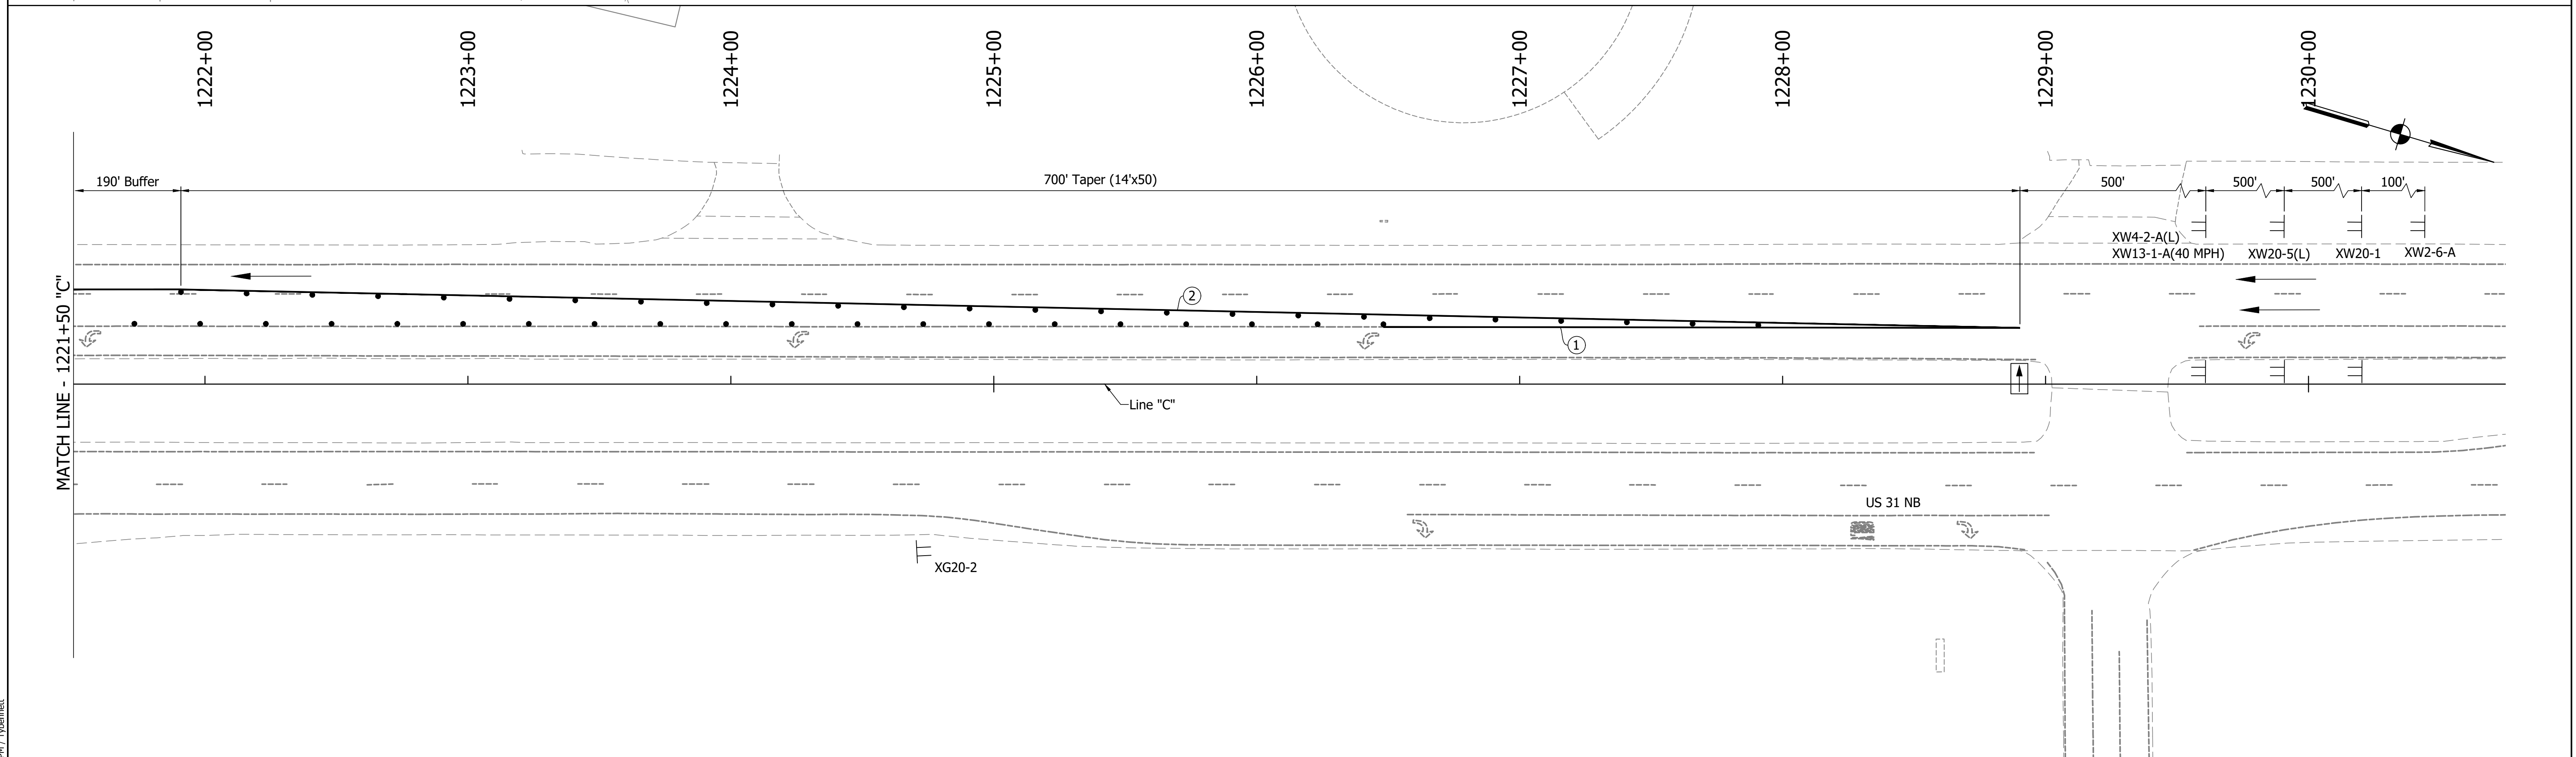 1222+00
1223+00
1224+00
1225+00
1226+00
1227+00
1228+00
1229+00
1230+00
190' Buffer
700' Taper (14'x50)
500'
500'
500'
100'
XW4-2-A(L)
XW13-1-A(40 MPH)
XW20-5(L)
XW20-1
XW2-6-A
2
1
MATCH LINE - 1221+50 "C"
Line "C"
US 31 NB
XG20-2